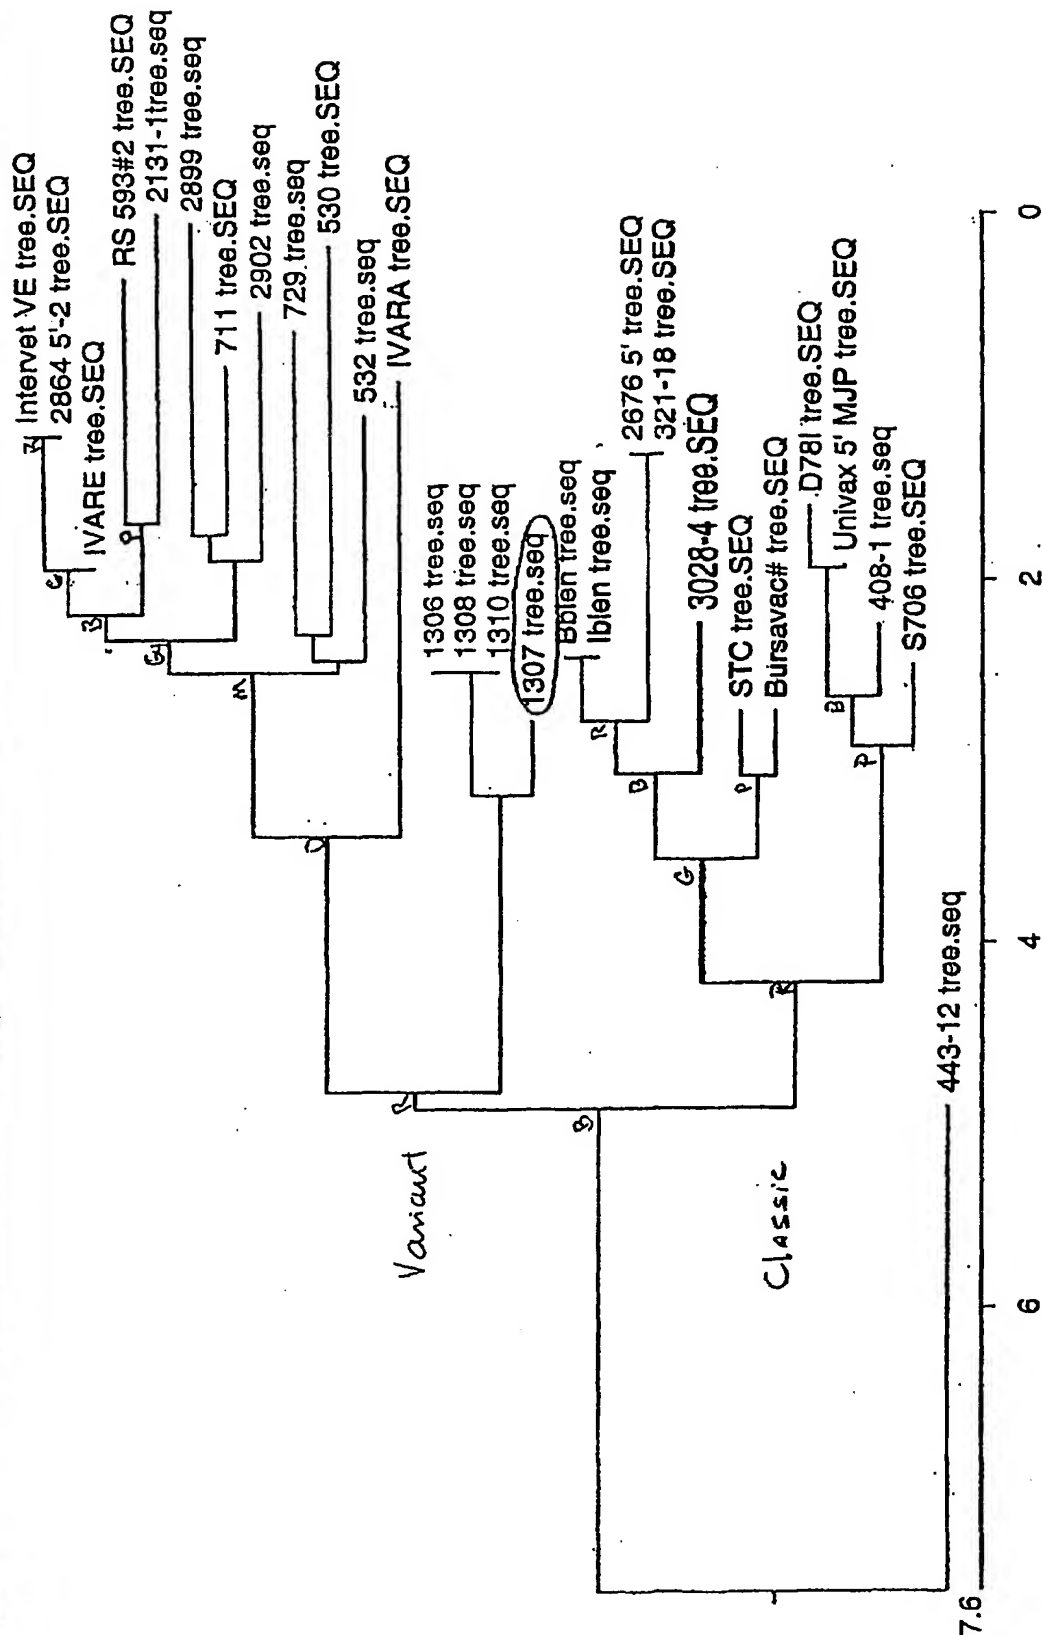 Intervet VE tree.SEQ
2864 5'-2 tree.SEQ
IVARE tree.SEQ
RS 593#2 tree.SEQ
2131-1tree.seq
2899 tree.seq
711 tree.SEQ
2902 tree.seq
729.tree.seq
530 tree.SEQ
532 tree.seq
IVARA tree.SEQ
1306 tree.seq
1308 tree.seq
1310 tree.seq
1307 tree.seq
Bblen tree.seq
Iblen tree.seq
2676 5' tree.SEQ
321-18 tree.SEQ
3028-4 tree.SEQ
STC tree.SEQ
Bursavac# tree.SEQ
D78I tree.SEQ
Univax 5' MJP tree.SEQ
408-1 tree.seq
S706 tree.SEQ
443-12 tree.seq
B
M
R
B
G
P
B
P
R
B
Variant
Classic
7.6
6
4
2
0